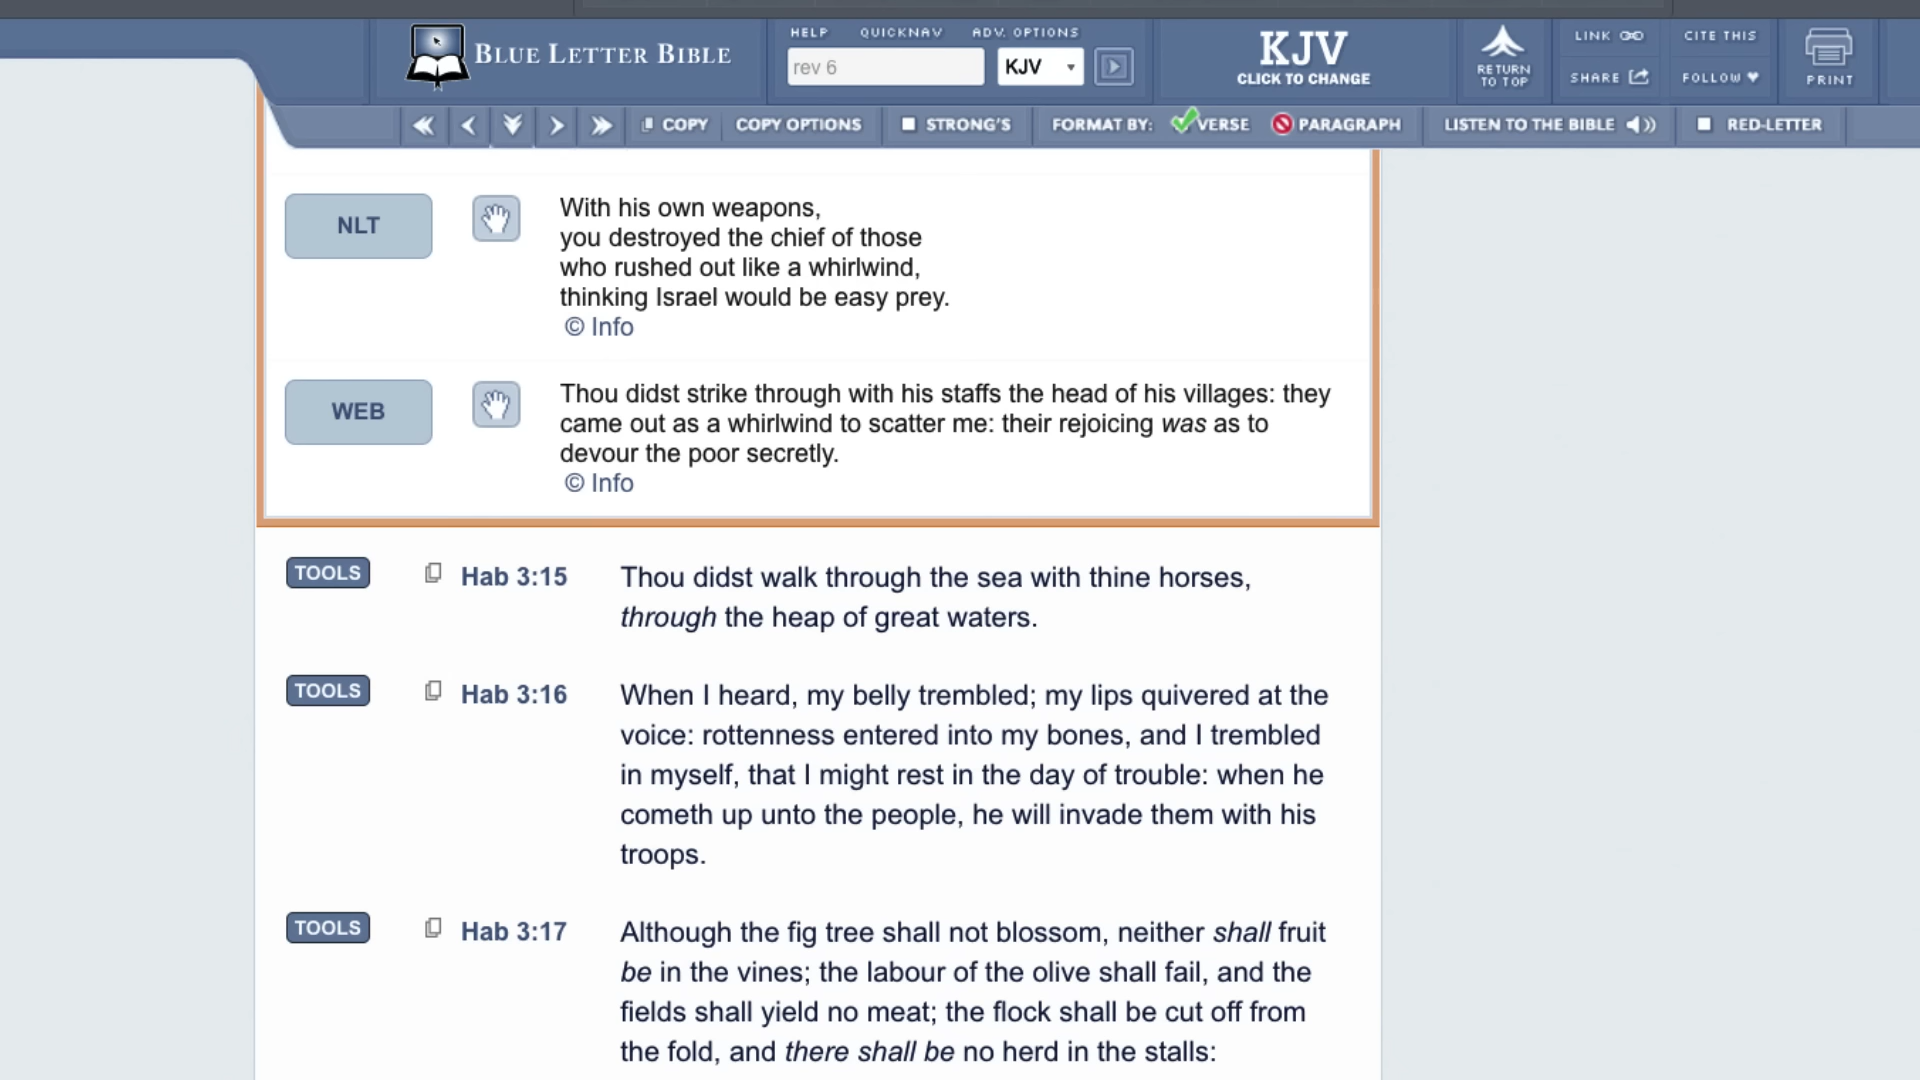 BLUE LETTER BIBLE
HELP QUICKNAV ADV. OPTIONS
rev 6 KJV
KJV
CLICK TO CHANGE
RETURN
TO TOP
LINK
SHARE
CITE THIS
FOLLOW
PRINT
COPY COPY OPTIONS STRONG'S FORMAT BY: VERSE PARAGRAPH LISTEN TO THE BIBLE RED-LETTER
NLT
With his own weapons,
you destroyed the chief of those
who rushed out like a whirlwind,
thinking Israel would be easy prey.
© Info
WEB
Thou didst strike through with his staffs the head of his villages: they
came out as a whirlwind to scatter me: their rejoicing was as to
devour the poor secretly.
© Info
TOOLS Hab 3:15 Thou didst walk through the sea with thine horses,
through the heap of great waters.
TOOLS Hab 3:16 When I heard, my belly trembled; my lips quivered at the
voice: rottenness entered into my bones, and I trembled
in myself, that I might rest in the day of trouble: when he
cometh up unto the people, he will invade them with his
troops.
TOOLS Hab 3:17 Although the fig tree shall not blossom, neither shall fruit
be in the vines; the labour of the olive shall fail, and the
fields shall yield no meat; the flock shall be cut off from
the fold, and there shall be no herd in the stalls: